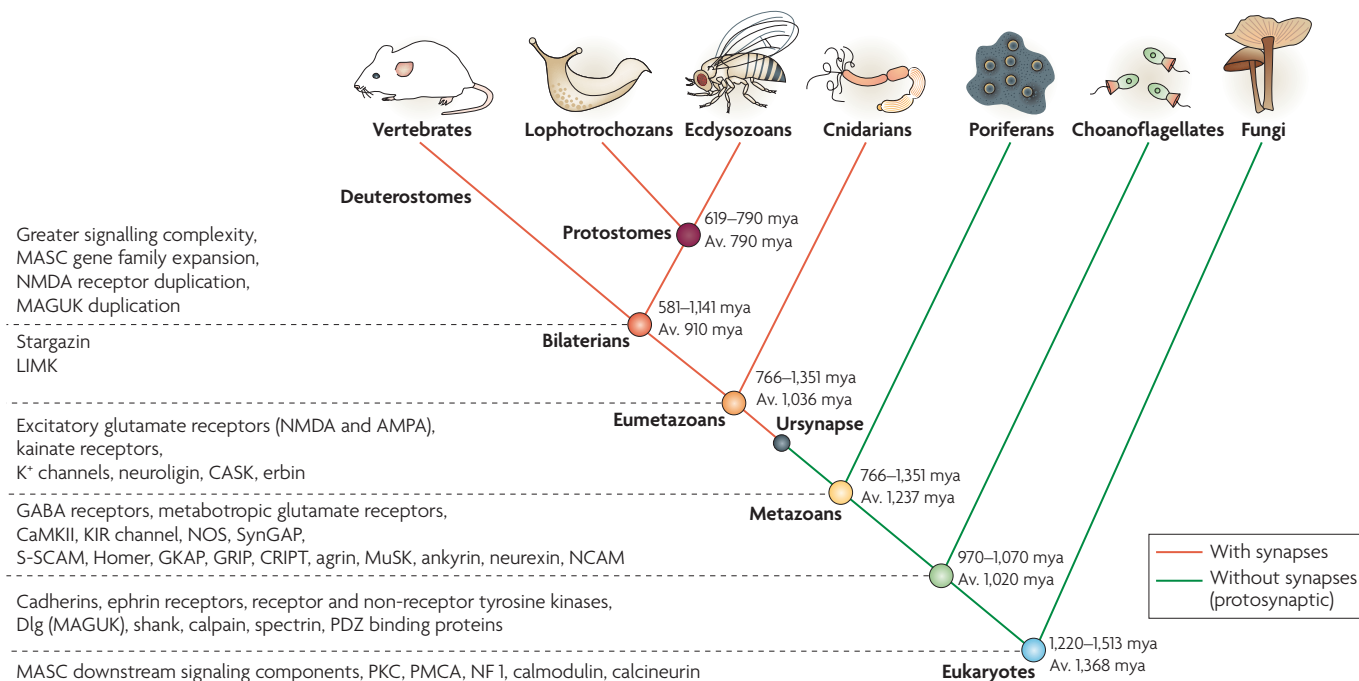 Vertebrates
Lophotrochozans
Ecdysozoans
Cnidarians
Poriferans
Choanoflagellates
Fungi
Deuterostomes
619–790 mya
Av. 790 mya
Protostomes
Greater signalling complexity,
MASC gene family expansion,
NMDA receptor duplication,
MAGUK duplication
581–1,141 mya
Av. 910 mya
Bilaterians
Stargazin
LIMK
766–1,351 mya
Av. 1,036 mya
Eumetazoans
Ursynapse
Excitatory glutamate receptors (NMDA and AMPA),
kainate receptors,
K⁺ channels, neuroligin, CASK, erbin
766–1,351 mya
Av. 1,237 mya
Metazoans
GABA receptors, metabotropic glutamate receptors,
CaMKII, KIR channel, NOS, SynGAP,
S-SCAM, Homer, GKAP, GRIP, CRIPT, agrin, MuSK, ankyrin, neurexin, NCAM
970–1,070 mya
Av. 1,020 mya
With synapses
Without synapses
(protosynaptic)
Cadherins, ephrin receptors, receptor and non-receptor tyrosine kinases,
Dlg (MAGUK), shank, calpain, spectrin, PDZ binding proteins
1,220–1,513 mya
Av. 1,368 mya
Eukaryotes
MASC downstream signaling components, PKC, PMCA, NF 1, calmodulin, calcineurin